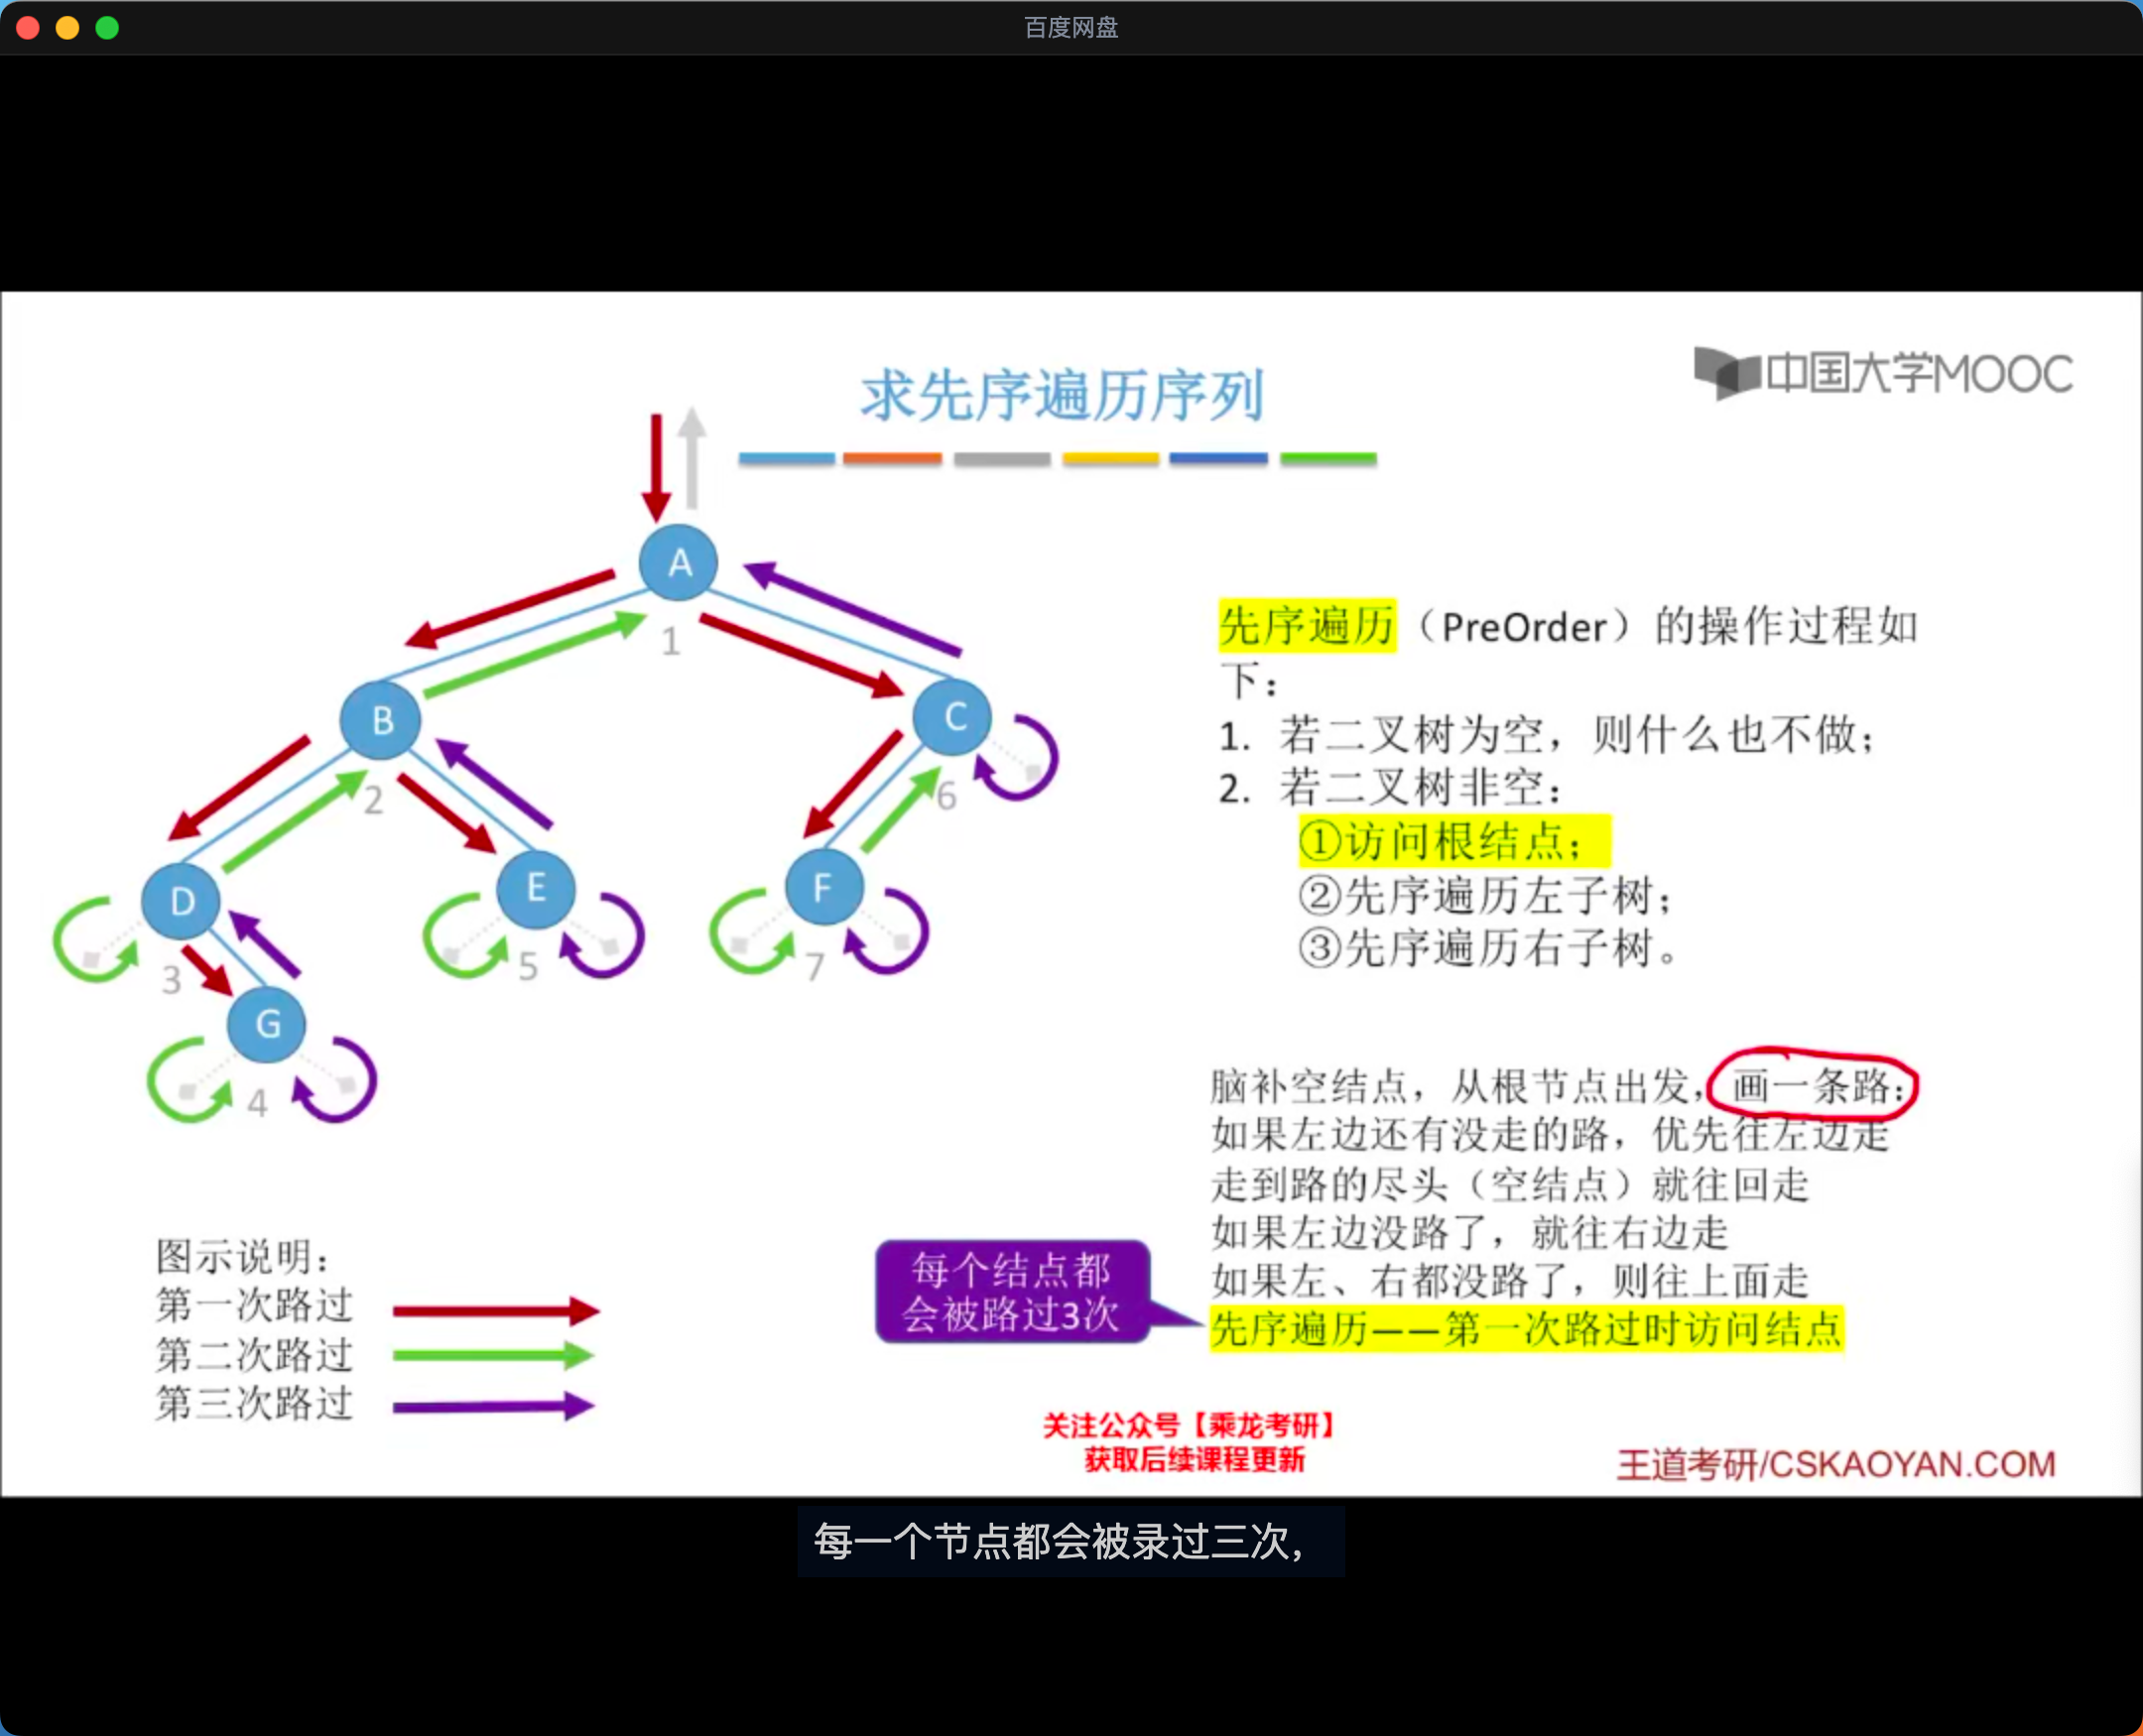 百度网盘
求先序遍历序列
中国大学MOOC
A
1
B
C
2
6
D
E
F
3
5
7
G
4
先序遍历（PreOrder）的操作过程如
下：
1. 若二叉树为空，则什么也不做；
2. 若二叉树非空：
①访问根结点；
②先序遍历左子树；
③先序遍历右子树。
脑补空结点，从根节点出发，画一条路：
如果左边还有没走的路，优先往左边走
走到路的尽头（空结点）就往回走
如果左边没路了，就往右边走
如果左、右都没路了，则往上面走
先序遍历——第一次路过时访问结点
每个结点都
会被路过3次
图示说明：
第一次路过
第二次路过
第三次路过
关注公众号【乘龙考研】
获取后续课程更新
王道考研/CSKAOYAN.COM
每一个节点都会被录过三次,